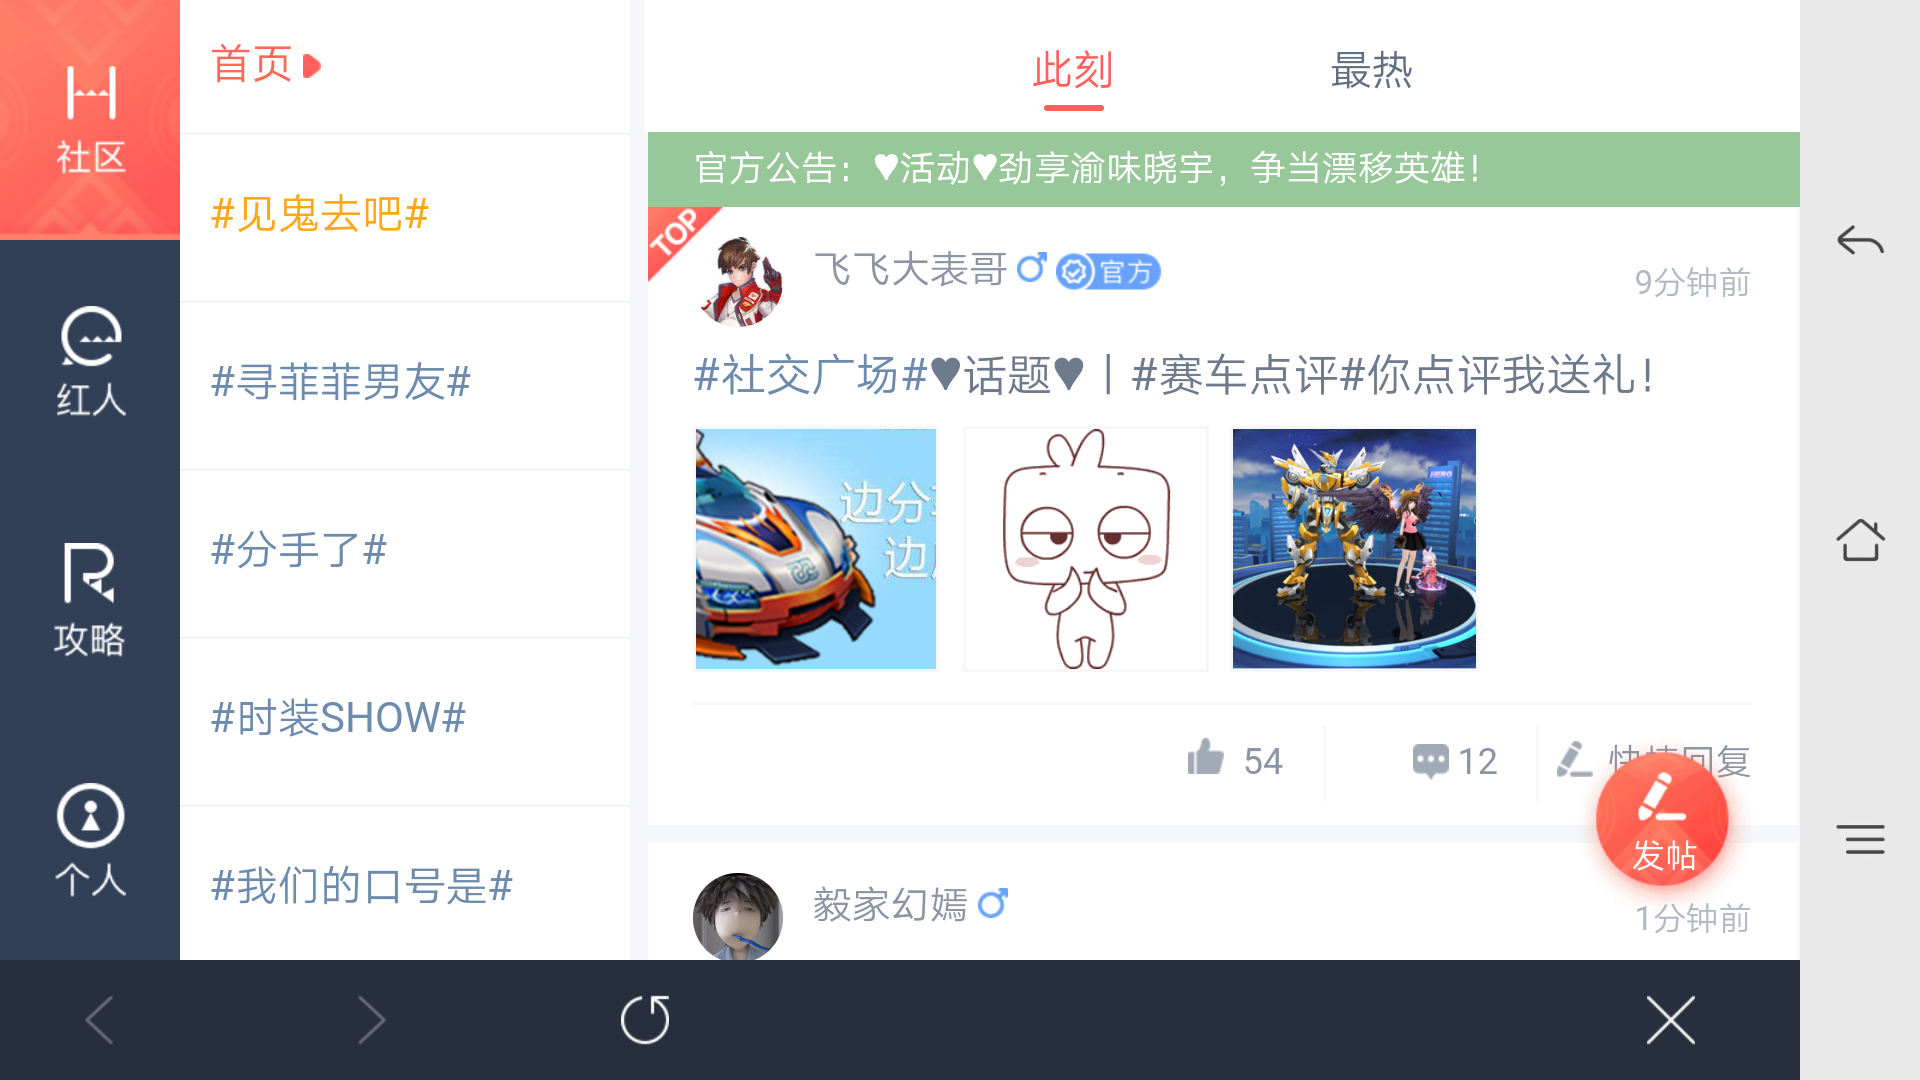 社区
红人
攻略
个人
首页
#见鬼去吧#
#寻菲菲男友#
#分手了#
#时装SHOW#
#我们的口号是#
此刻
最热
官方公告：♥活动♥劲享渝味晓宇，争当漂移英雄！
TOP
飞飞大表哥
官方
9分钟前
#社交广场#♥话题♥丨#赛车点评#你点评我送礼！
边分
边
HERO
54
12
回复
发帖
毅家幻嫣
1分钟前